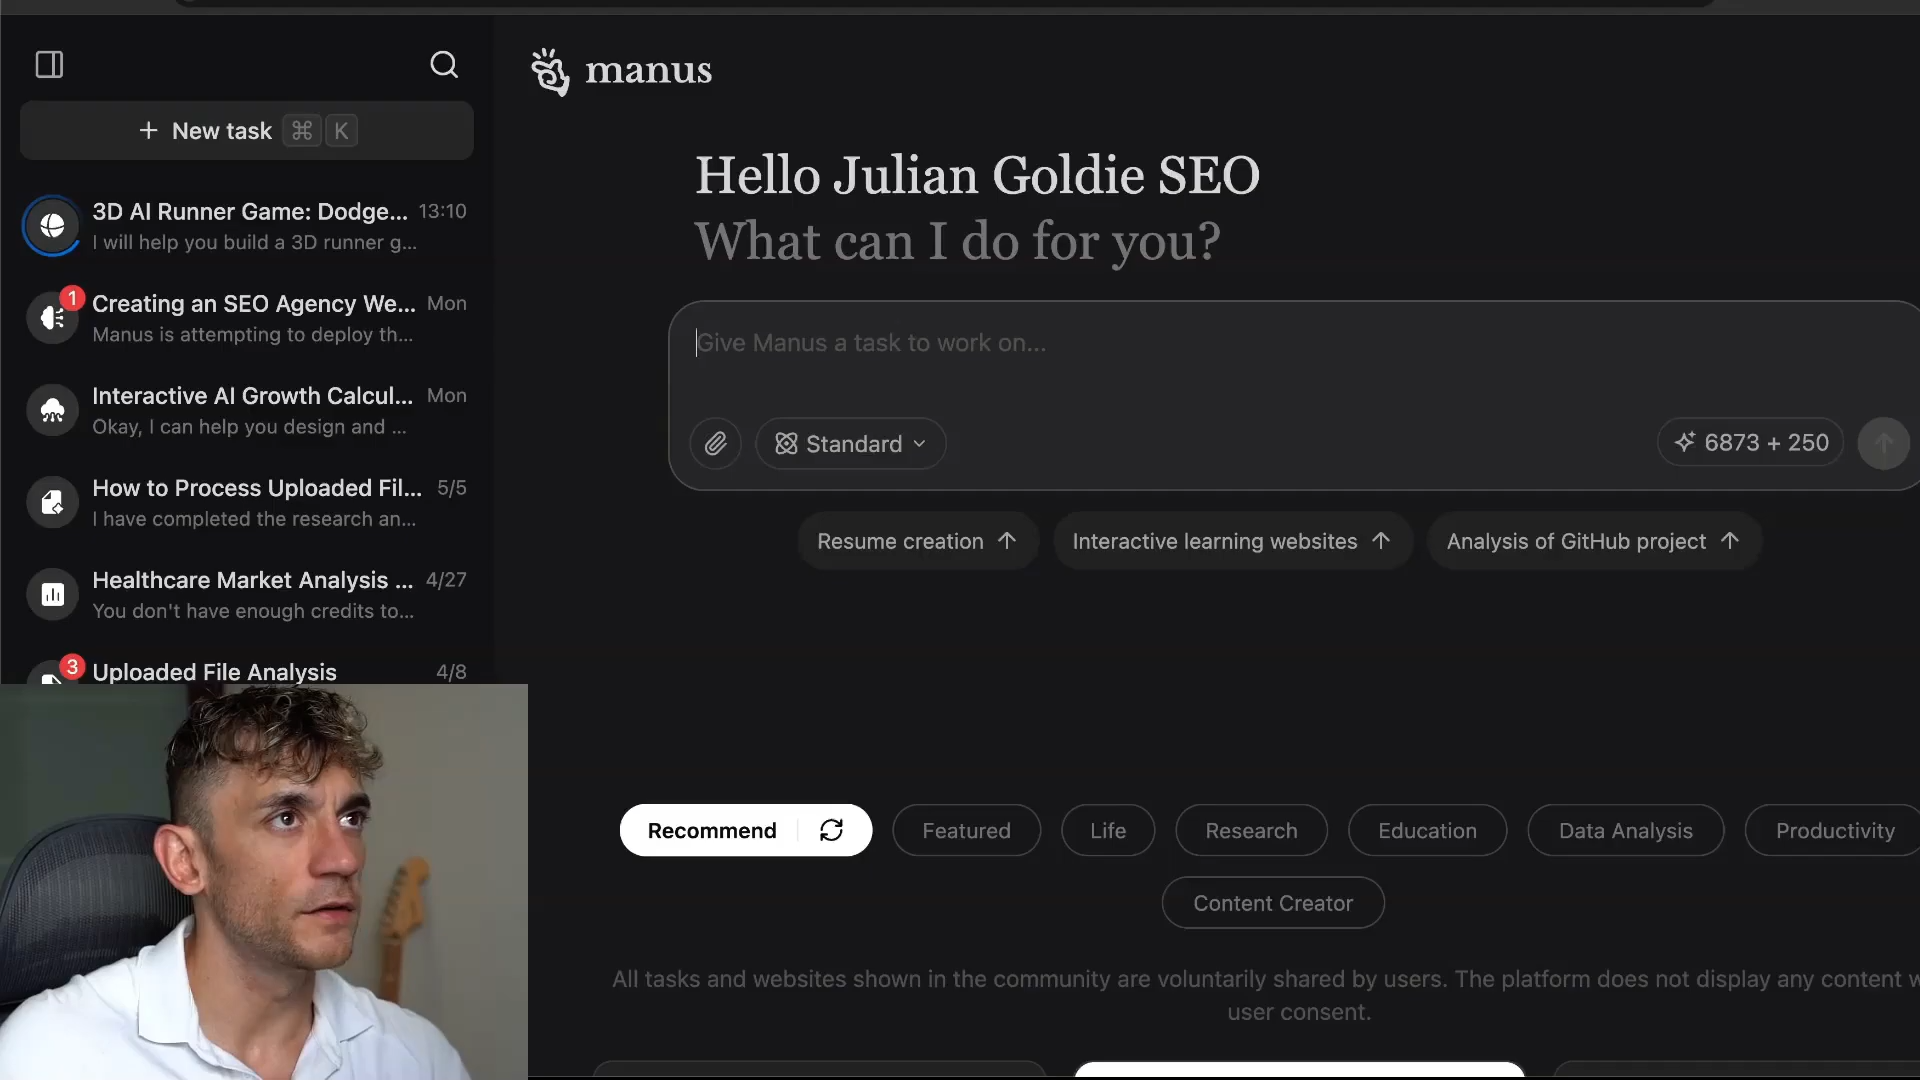 manus
New task ⌘ K
3D AI Runner Game: Dodge... 13:10
I will help you build a 3D runner g...
1
Creating an SEO Agency We... Mon
Manus is attempting to deploy th...
Interactive AI Growth Calcul... Mon
Okay, I can help you design and ...
How to Process Uploaded Fil... 5/5
I have completed the research an...
Healthcare Market Analysis ... 4/27
You don't have enough credits to...
3
Uploaded File Analysis 4/8
Hello Julian Goldie SEO
What can I do for you?
Give Manus a task to work on...
Standard
6873 + 250
Resume creation
Interactive learning websites
Analysis of GitHub project
Recommend
Featured
Life
Research
Education
Data Analysis
Productivity
Content Creator
All tasks and websites shown in the community are voluntarily shared by users. The platform does not display any content
user consent.